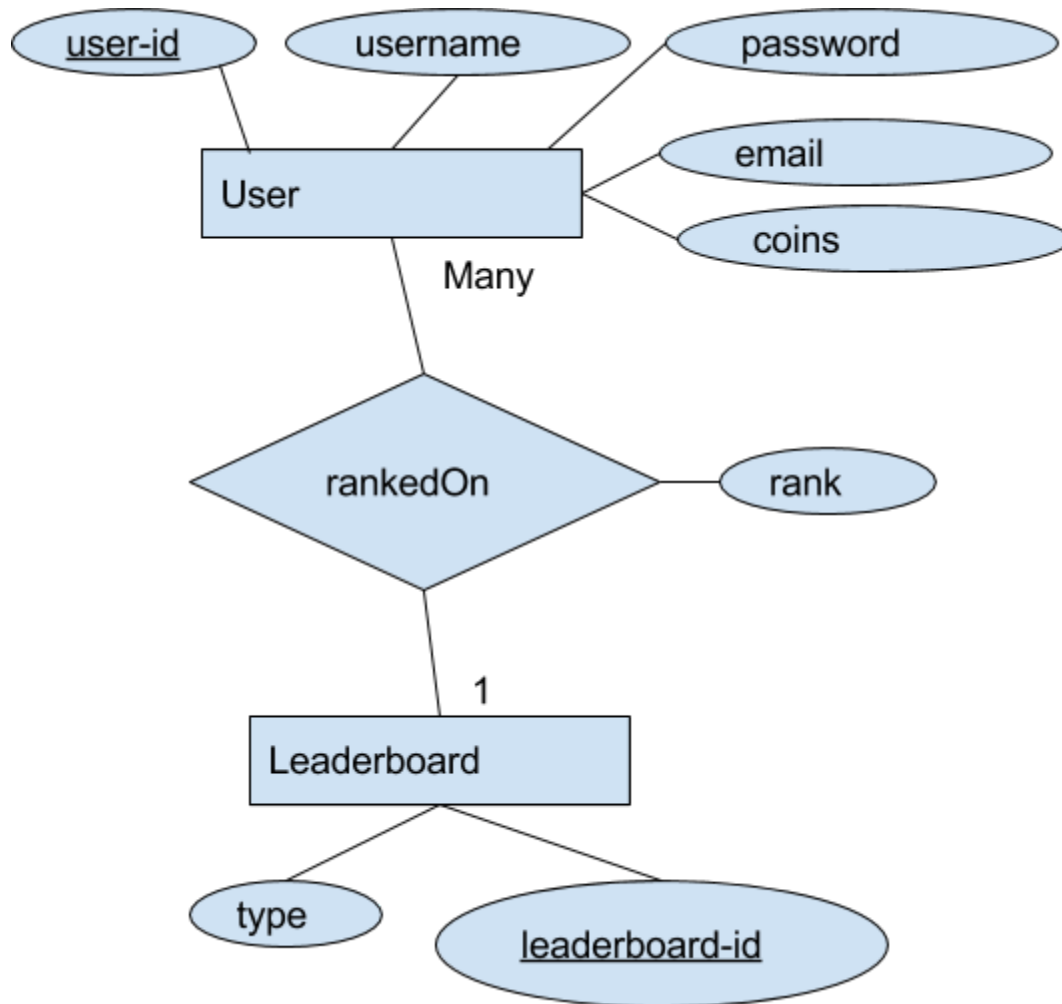 user-id
username
password
email
User
coins
Many
rankedOn
rank
1
Leaderboard
type
leaderboard-id